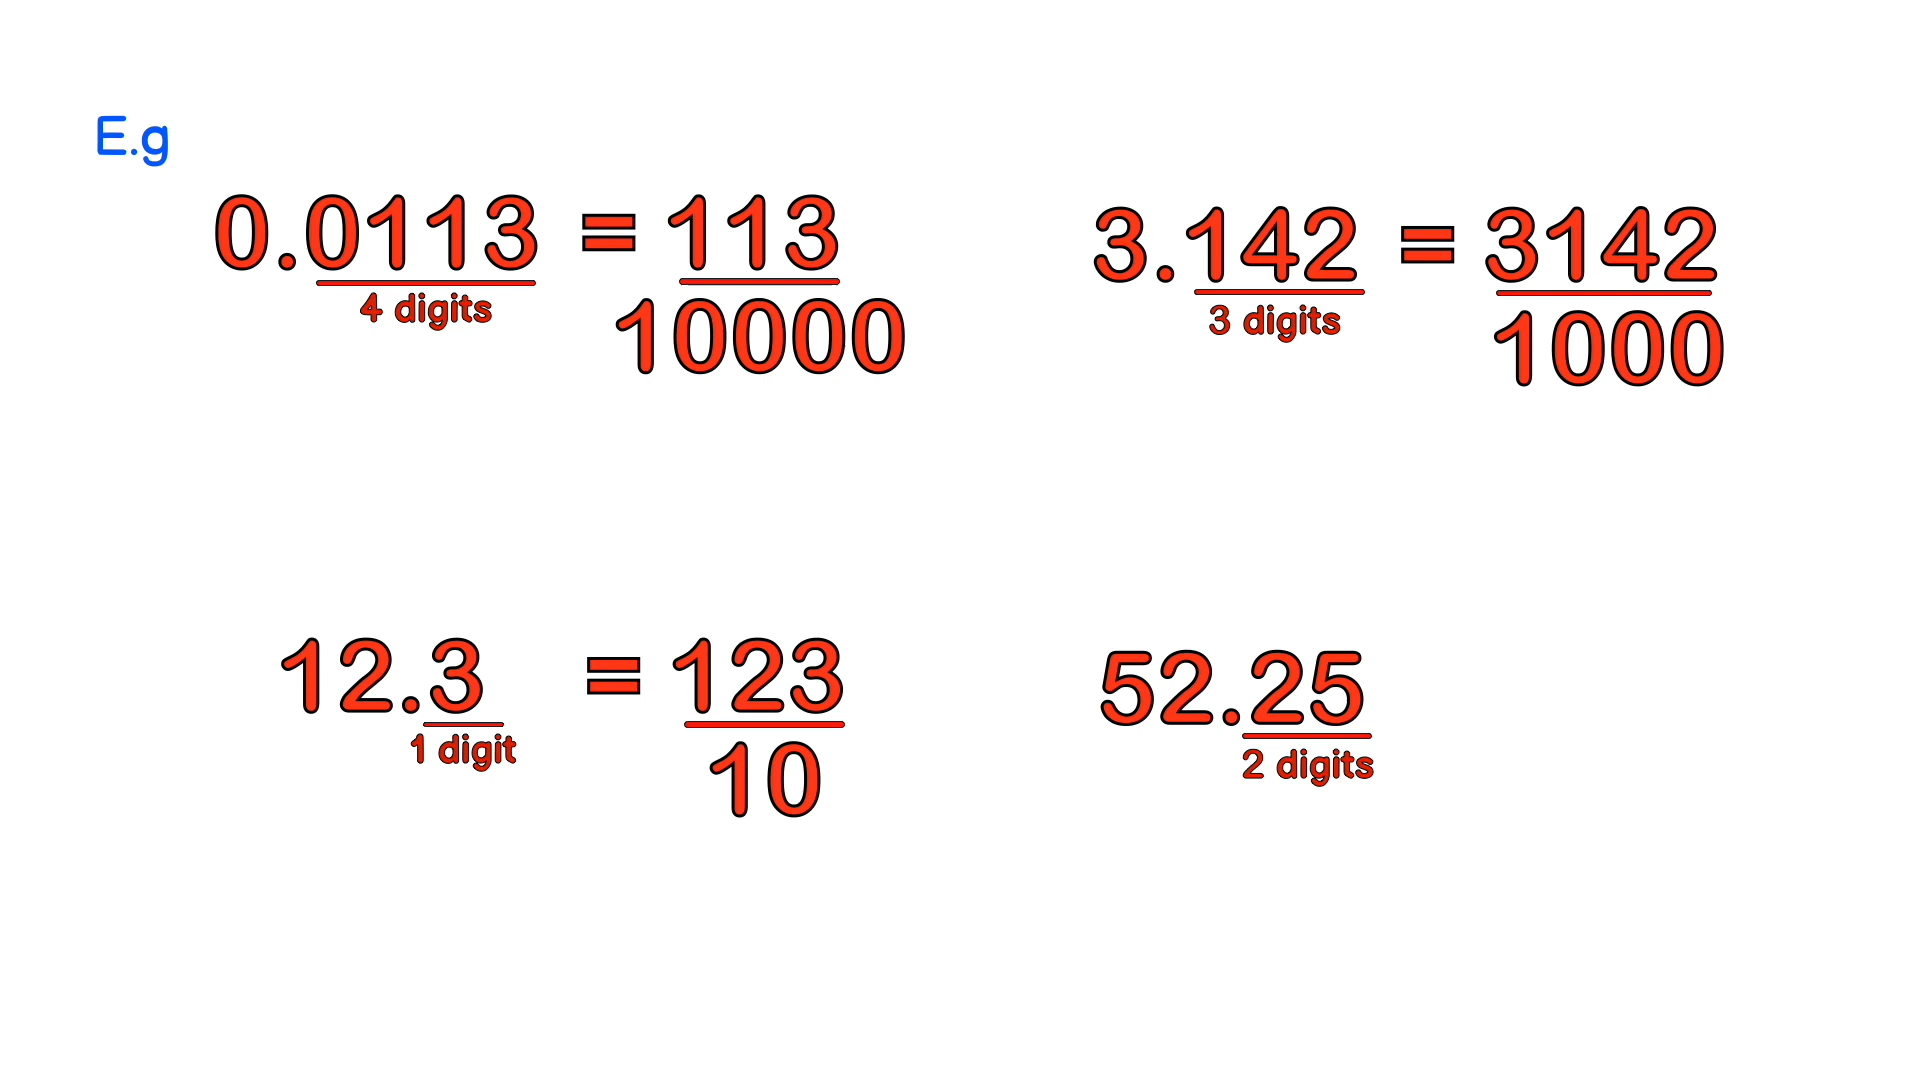 E.g
0.0113 = 113
4 digits
10000
3.142 = 3142
3 digits
1000
12.3 = 123
1 digit
10
52.25
2 digits